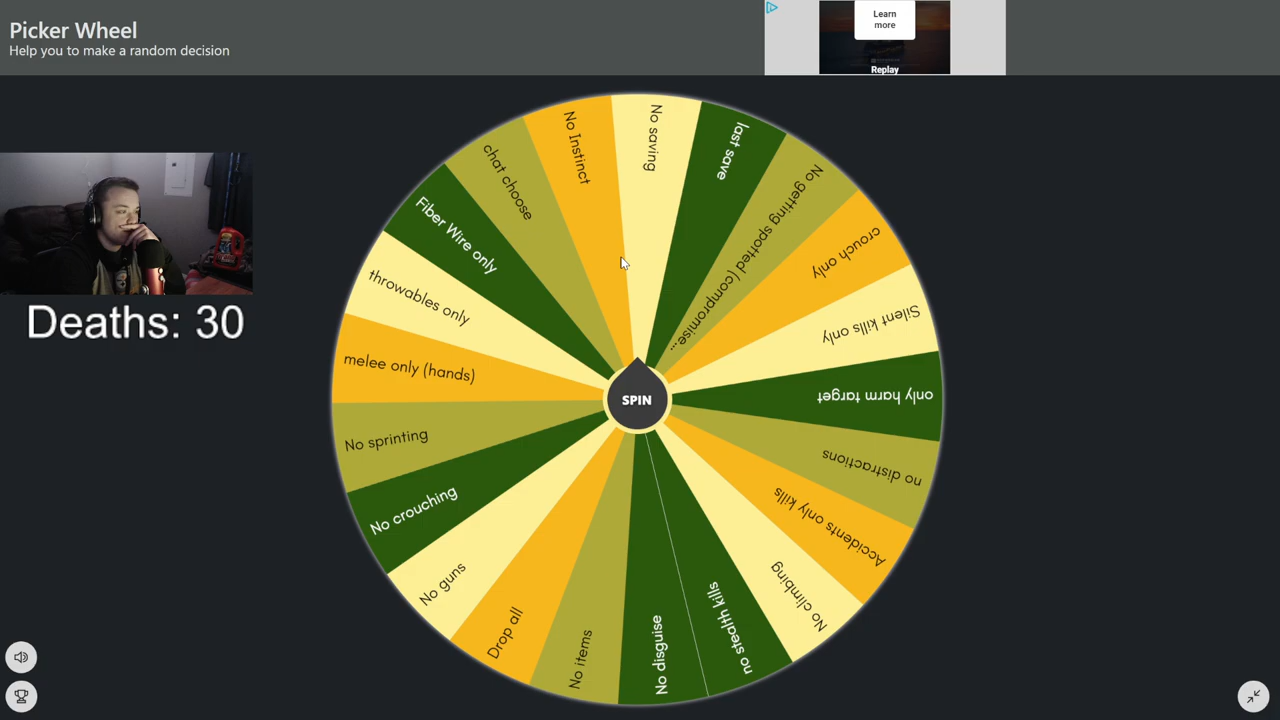 Picker Wheel
Help you to make a random decision
Learn
more
Replay
Deaths: 30
No saving
last save
No getting spotted (compromise...
crouch only
Silent kills only
only harm target
no distractions
Accidents only kills
No climbing
no stealth kills
No disguise
No items
Drop all
No guns
No crouching
No sprinting
melee only (hands)
throwables only
Fiber Wire only
chat choose
No Instinct
SPIN